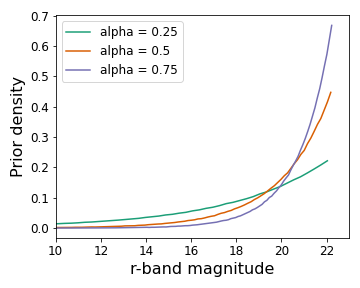 0.7
0.6
0.5
0.4
0.3
0.2
0.1
0.0
Prior density
alpha = 0.25
alpha = 0.5
alpha = 0.75
10 12 14 16 18 20 22
r-band magnitude